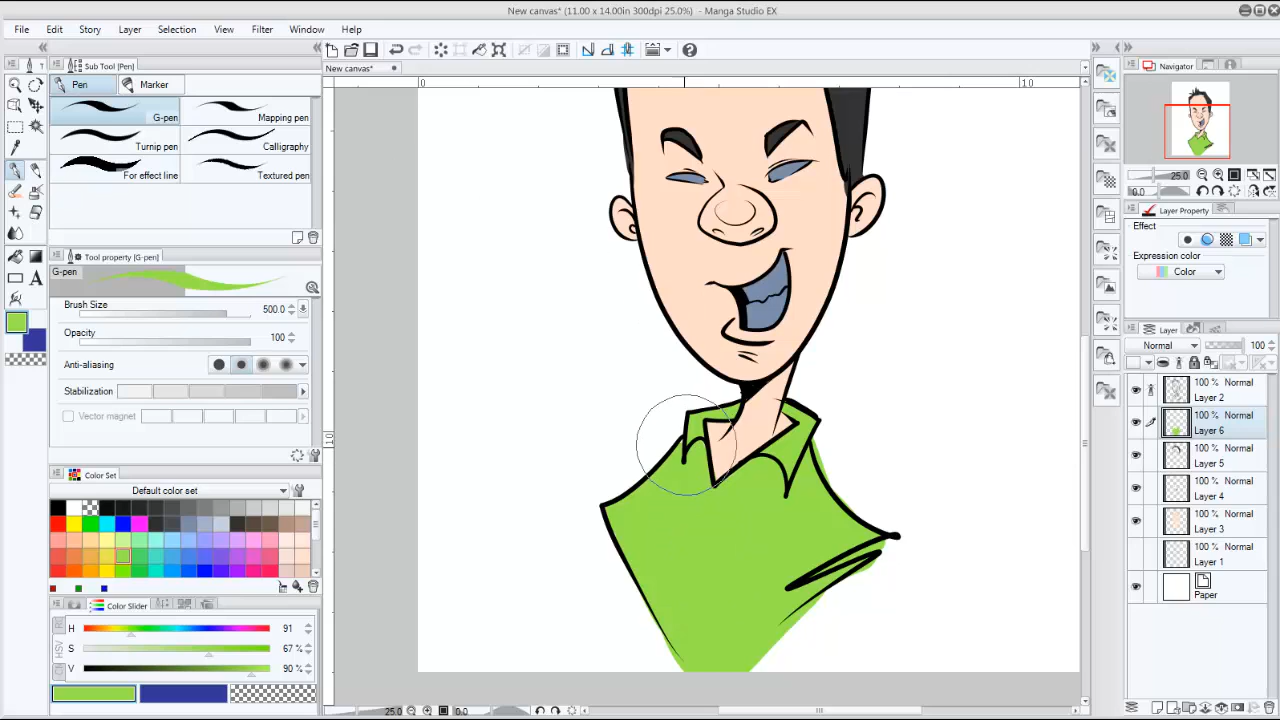 New canvas* (11.00 x 14.00in 300dpi 25.0%) - Manga Studio EX
File Edit Story Layer Selection View Filter Window Help
Sub Tool [Pen]
Pen Marker
G-pen Mapping pen
Turnip pen Calligraphy
For effect line Textured pen
Tool property [G-pen]
G-pen
Brush Size 500.0
Opacity 100
Anti-aliasing
Stabilization
Vector magnet
Color Set
Default color set
Color Slider
H 91
S 67 %
V 90 %
HSV
New canvas*
0 10
10
25.0 0.0
Navigator
25.0
0.0
Layer Property
Effect
Expression color
Color
Layer
Normal 100
100 % Normal
Layer 2
100 % Normal
Layer 6
100 % Normal
Layer 5
100 % Normal
Layer 4
100 % Normal
Layer 3
100 % Normal
Layer 1
Paper